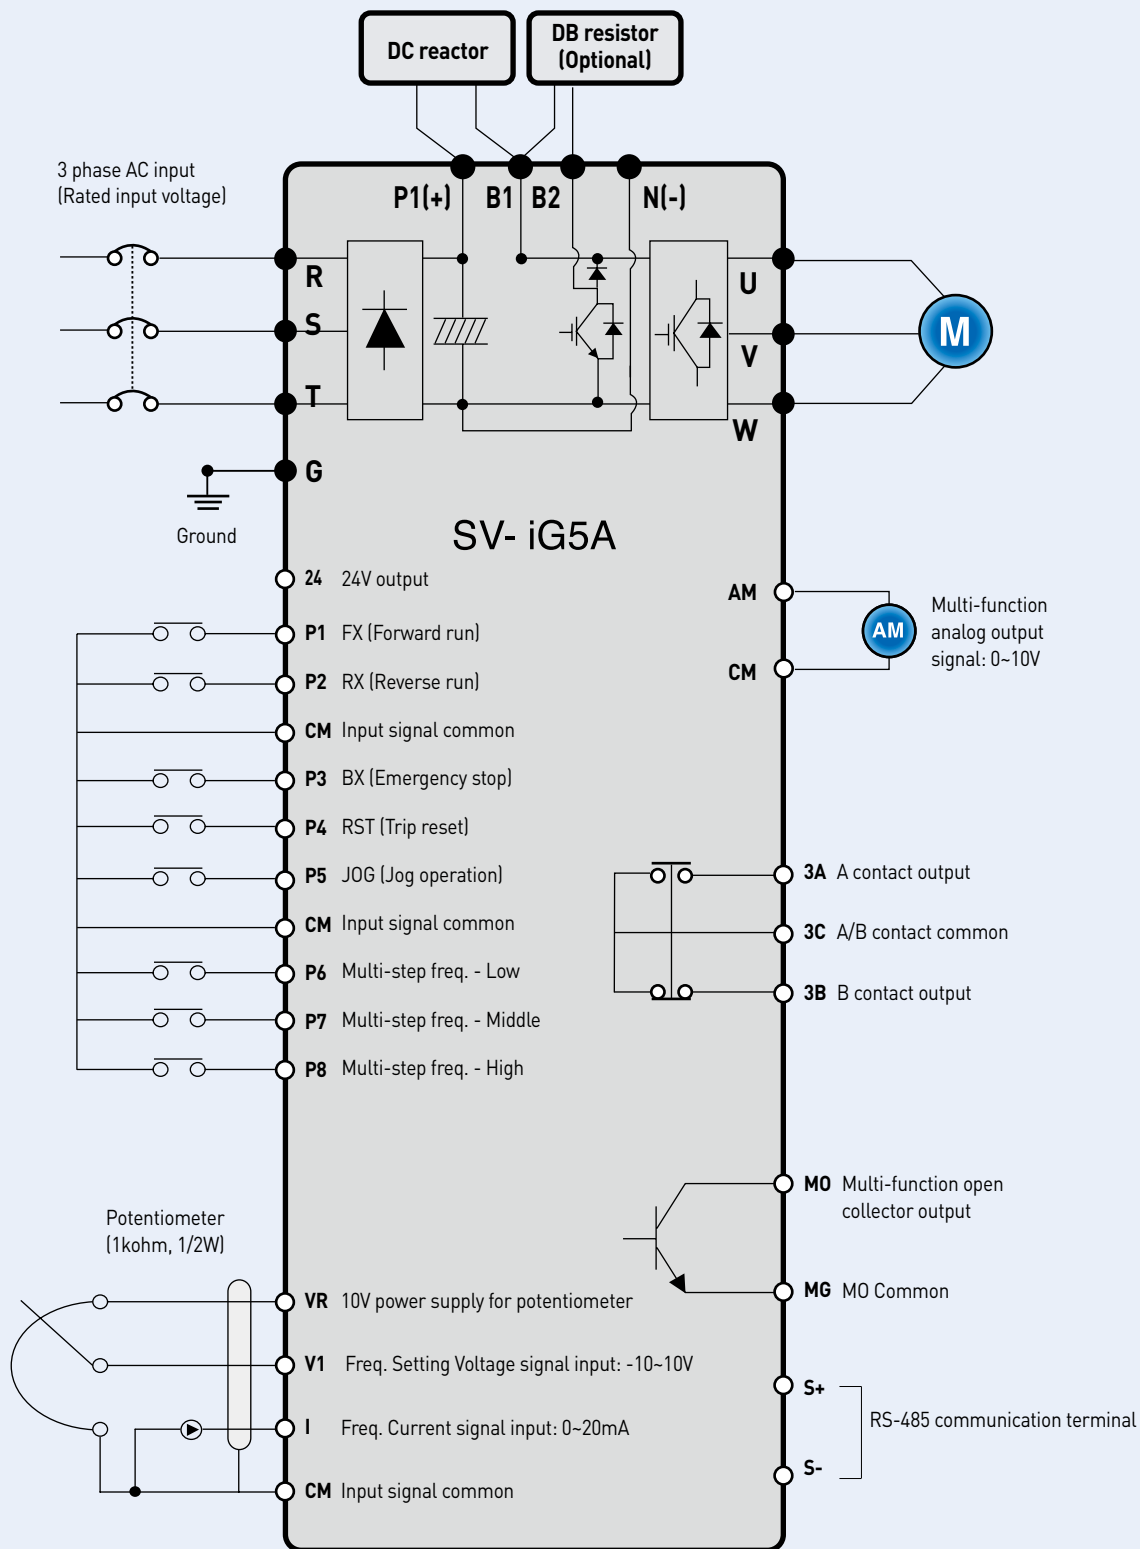 DC reactor
DB resistor
(Optional)
3 phase AC input
(Rated input voltage)
P1(+)
B1
B2
N(-)
R
S
T
G
U
V
W
M
Ground
SV- iG5A
24 24V output
P1 FX (Forward run)
P2 RX (Reverse run)
CM Input signal common
P3 BX (Emergency stop)
P4 RST (Trip reset)
P5 JOG (Jog operation)
CM Input signal common
P6 Multi-step freq. - Low
P7 Multi-step freq. - Middle
P8 Multi-step freq. - High
AM
CM
AM
Multi-function
analog output
signal: 0~10V
3A A contact output
3C A/B contact common
3B B contact output
MO Multi-function open
collector output
MG MO Common
Potentiometer
(1kohm, 1/2W)
VR 10V power supply for potentiometer
V1 Freq. Setting Voltage signal input: -10~10V
I Freq. Current signal input: 0~20mA
CM Input signal common
S+
RS-485 communication terminal
S-